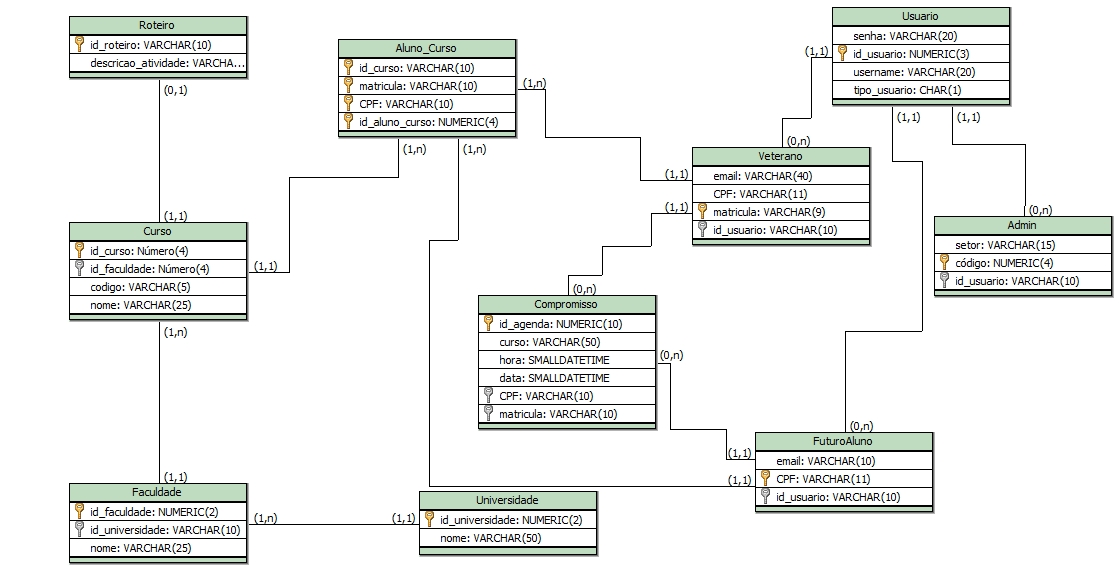 Roteiro
id_roteiro: VARCHAR(10)
descricao_atividade: VARCHA...
(0,1)
(1,1)
Curso
id_curso: Número(4)
id_faculdade: Número(4)
codigo: VARCHAR(5)
nome: VARCHAR(25)
(1,1)
(1,n)
(1,1)
Faculdade
id_faculdade: NUMERIC(2)
id_universidade: VARCHAR(10)
nome: VARCHAR(25)
(1,n)
(1,1)
Universidade
id_universidade: NUMERIC(2)
nome: VARCHAR(50)
Aluno_Curso
id_curso: VARCHAR(10)
matricula: VARCHAR(10)
CPF: VARCHAR(10)
id_aluno_curso: NUMERIC(4)
(1,n)
(1,n)
(1,n)
Usuario
senha: VARCHAR(20)
id_usuario: NUMERIC(3)
username: VARCHAR(20)
tipo_usuario: CHAR(1)
(1,1)
(1,1)
(1,1)
(0,n)
Veterano
email: VARCHAR(40)
CPF: VARCHAR(11)
matricula: VARCHAR(9)
id_usuario: VARCHAR(10)
(1,1)
(1,1)
(0,n)
Admin
setor: VARCHAR(15)
código: NUMERIC(4)
id_usuario: VARCHAR(10)
(0,n)
Compromisso
id_agenda: NUMERIC(10)
curso: VARCHAR(50)
hora: SMALLDATETIME
data: SMALLDATETIME
CPF: VARCHAR(10)
matricula: VARCHAR(10)
(0,n)
(0,n)
FuturoAluno
email: VARCHAR(10)
CPF: VARCHAR(11)
id_usuario: VARCHAR(10)
(1,1)
(1,1)